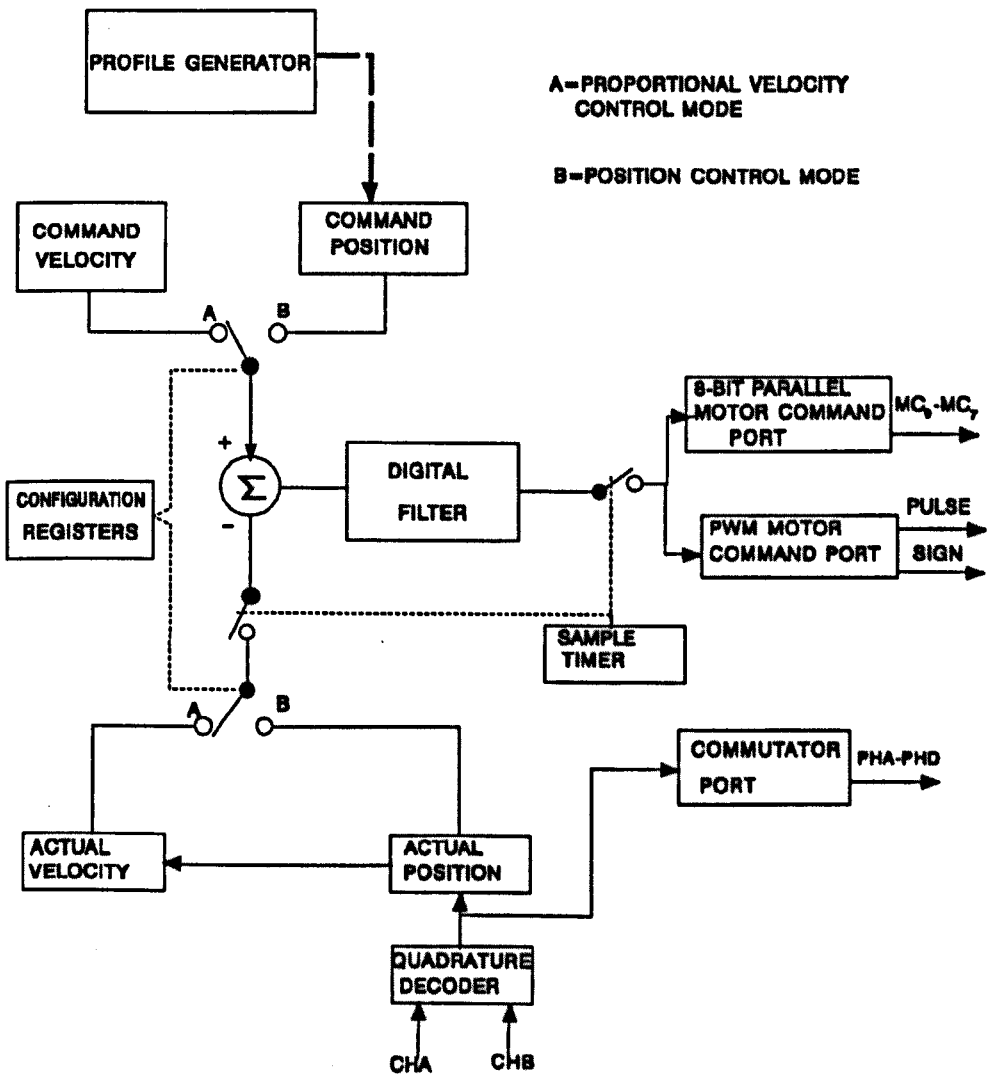 PROFILE GENERATOR
A=PROPORTIONAL VELOCITY
CONTROL MODE
B=POSITION CONTROL MODE
COMMAND
VELOCITY
COMMAND
POSITION
A
B
+
Σ
-
DIGITAL
FILTER
8-BIT PARALLEL
MOTOR COMMAND
PORT
MC₀-MC₇
CONFIGURATION
REGISTERS
PWM MOTOR
COMMAND PORT
PULSE
SIGN
SAMPLE
TIMER
A
B
COMMUTATOR
PORT
PHA-PHD
ACTUAL
VELOCITY
ACTUAL
POSITION
QUADRATURE
DECODER
CHA
CHB